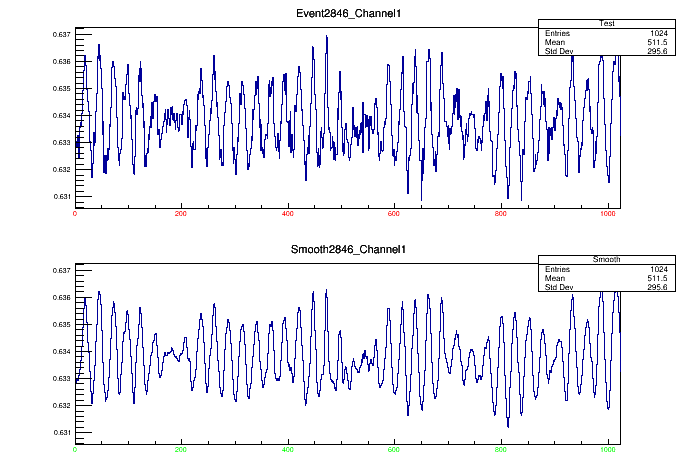 Event2846_Channel1
Test
Entries 1024
Mean 511.5
Std Dev 295.6
0.637
0.636
0.635
0.634
0.633
0.632
0.631
0 200 400 600 800 1000
Smooth2846_Channel1
Smooth
Entries 1024
Mean 511.5
Std Dev 295.6
0.637
0.636
0.635
0.634
0.633
0.632
0.631
0 200 400 600 800 1000